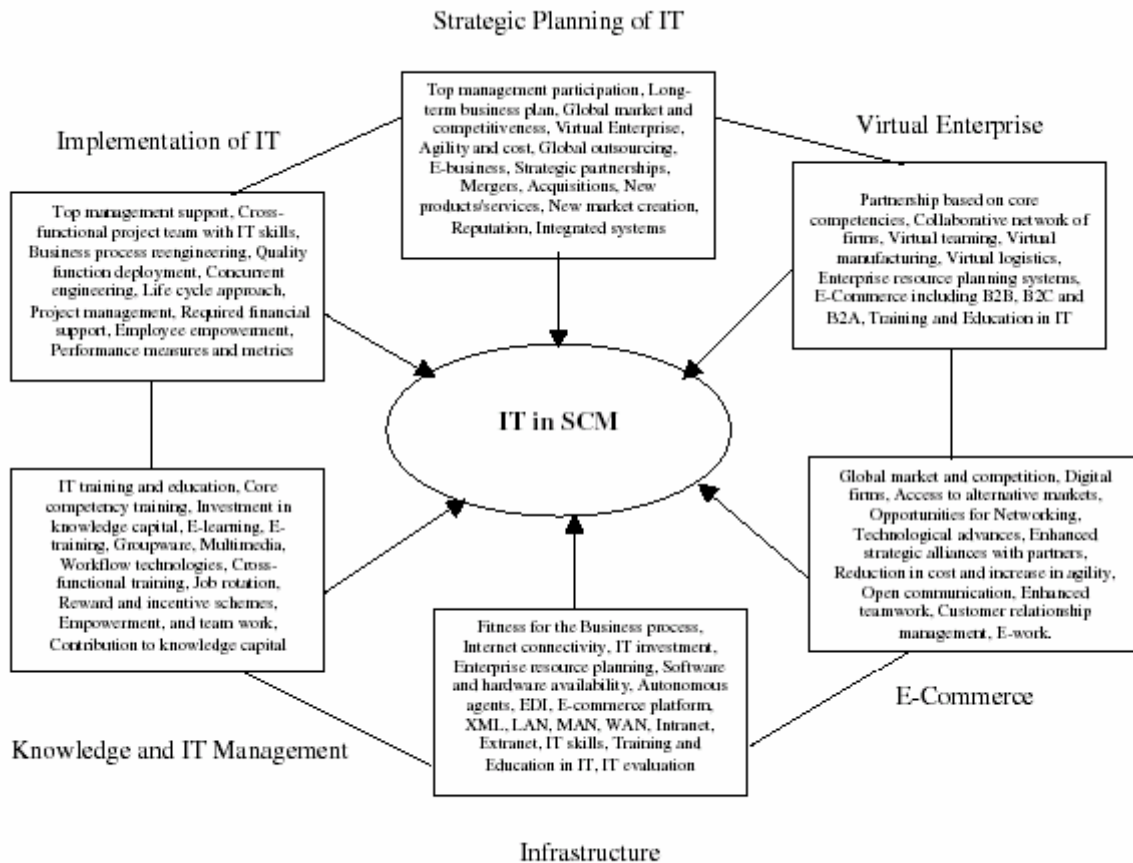 Strategic Planning of IT
Top management participation, Long-
term business plan, Global market and
competitiveness, Virtual Enterprise,
Agility and cost, Global outsourcing,
E-business, Strategic partnerships,
Mergers, Acquisitions, New
products/services, New market creation,
Reputation, Integrated systems
Implementation of IT
Top management support, Cross-
functional project team with IT skills,
Business process reengineering, Quality
function deployment, Concurrent
engineering, Life cycle approach,
Project management, Required financial
support, Employee empowerment,
Performance measures and metrics
Virtual Enterprise
Partnership based on core
competencies, Collaborative network of
firms, Virtual teaming, Virtual
manufacturing, Virtual logistics,
Enterprise resource planning systems,
E-Commerce including B2B, B2C and
B2A, Training and Education in IT
IT in SCM
IT training and education, Core
competency training, Investment in
knowledge capital, E-learning, E-
training, Groupware, Multimedia,
Workflow technologies, Cross-
functional training, Job rotation,
Reward and incentive schemes,
Empowerment, and team work,
Contribution to knowledge capital
Knowledge and IT Management
Global market and competition, Digital
firms, Access to alternative markets,
Opportunities for Networking,
Technological advances, Enhanced
strategic alliances with partners,
Reduction in cost and increase in agility,
Open communication, Enhanced
teamwork, Customer relationship
management, E-work.
E-Commerce
Fitness for the Business process,
Internet connectivity, IT investment,
Enterprise resource planning, Software
and hardware availability, Autonomous
agents, EDI, E-commerce platform,
XML, LAN, MAN, WAN, Intranet,
Extranet, IT skills, Training and
Education in IT, IT evaluation
Infrastructure